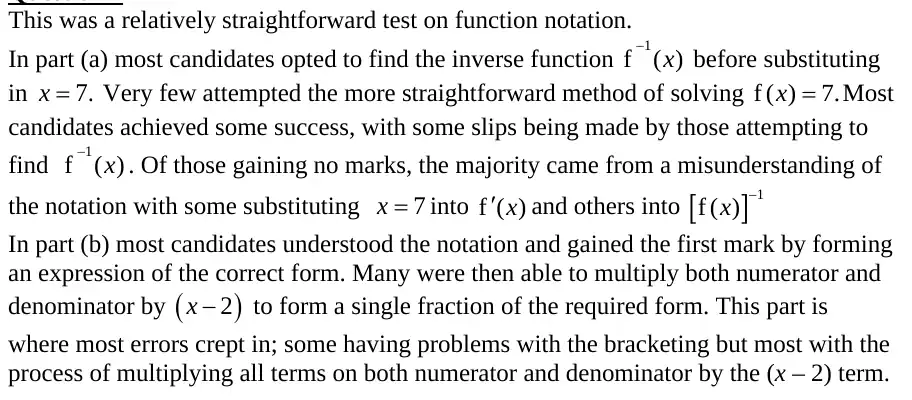 This was a relatively straightforward test on function notation.
In part (a) most candidates opted to find the inverse function f⁻¹(x) before substituting
in x = 7. Very few attempted the more straightforward method of solving f(x) = 7.Most
candidates achieved some success, with some slips being made by those attempting to
find f⁻¹(x). Of those gaining no marks, the majority came from a misunderstanding of
the notation with some substituting x = 7 into f′(x) and others into [f(x)]⁻¹
In part (b) most candidates understood the notation and gained the first mark by forming
an expression of the correct form. Many were then able to multiply both numerator and
denominator by (x – 2) to form a single fraction of the required form. This part is
where most errors crept in; some having problems with the bracketing but most with the
process of multiplying all terms on both numerator and denominator by the (x – 2) term.